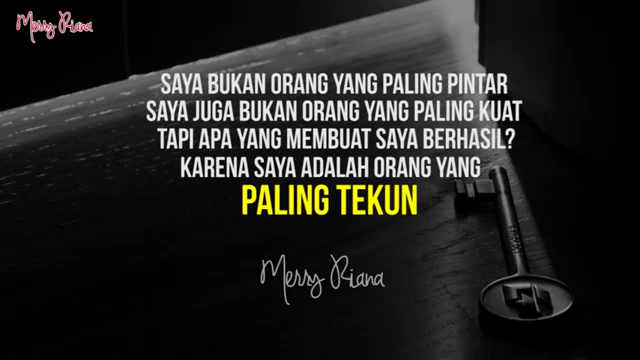 Merry Riana
SAYA BUKAN ORANG YANG PALING PINTAR
SAYA JUGA BUKAN ORANG YANG PALING KUAT
TAPI APA YANG MEMBUAT SAYA BERHASIL?
KARENA SAYA ADALAH ORANG YANG
PALING TEKUN
Merry Riana